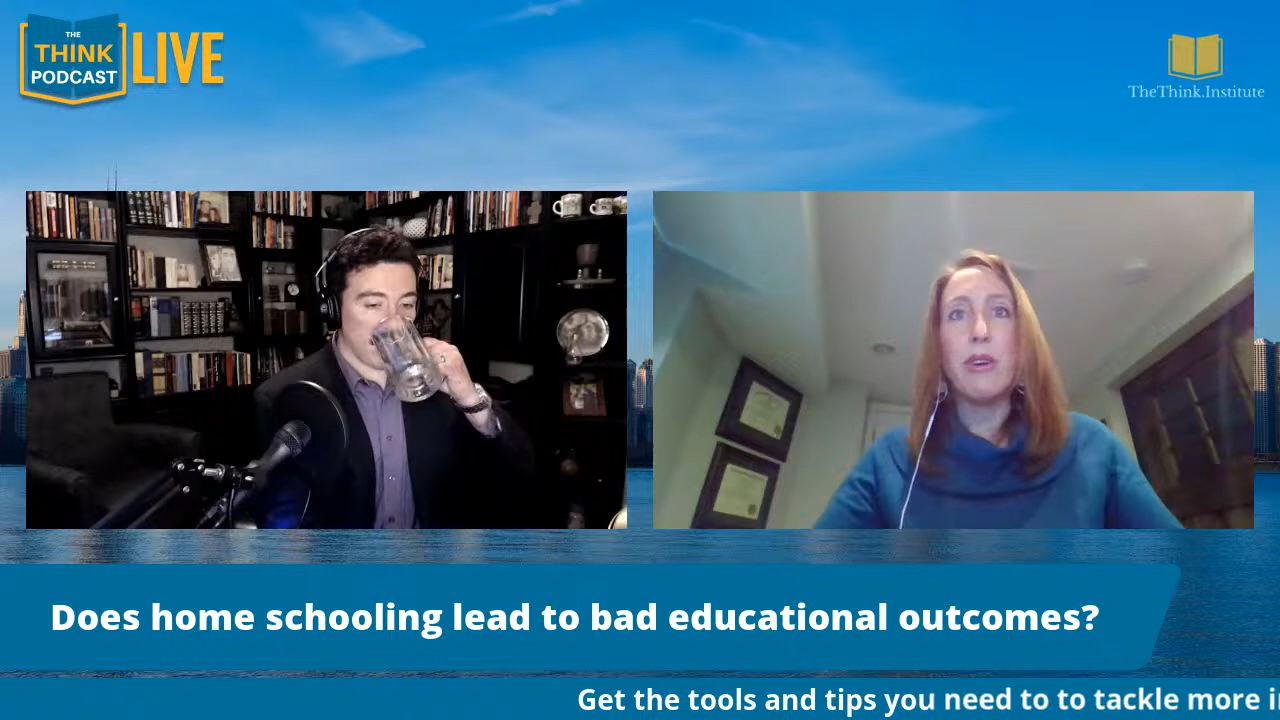 THE
THINK
PODCAST
LIVE
TheThink.Institute
Does home schooling lead to bad educational outcomes?
Get the tools and tips you need to to tackle more i